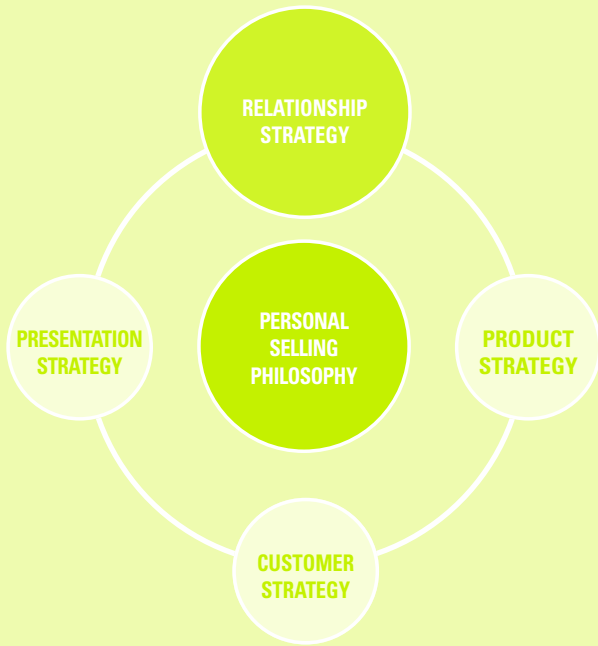 RELATIONSHIP
STRATEGY
PERSONAL
SELLING
PHILOSOPHY
PRESENTATION
STRATEGY
PRODUCT
STRATEGY
CUSTOMER
STRATEGY